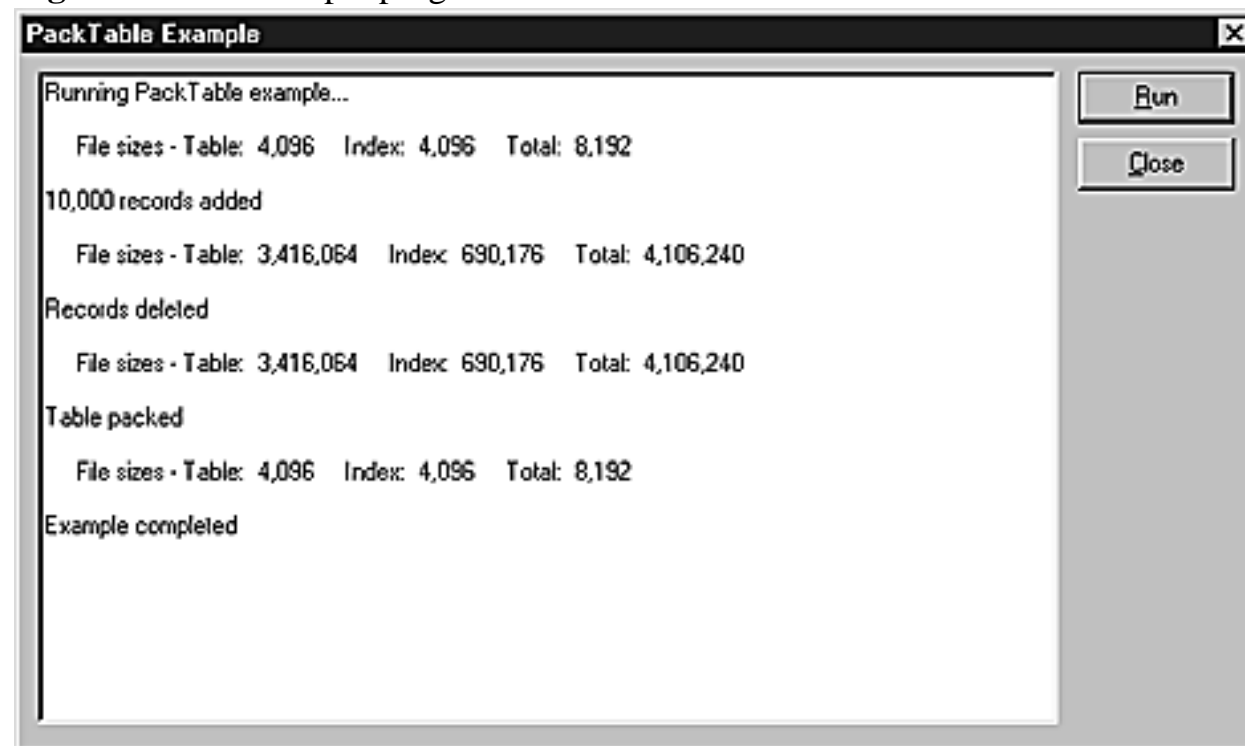 PackTable Example
Running PackTable example...
File sizes - Table: 4,096 Index: 4,096 Total: 8,192
10,000 records added
File sizes - Table: 3,416,064 Index: 690,176 Total: 4,106,240
Records deleted
File sizes - Table: 3,416,064 Index: 690,176 Total: 4,106,240
Table packed
File sizes - Table: 4,096 Index: 4,096 Total: 8,192
Example completed
Run
Close